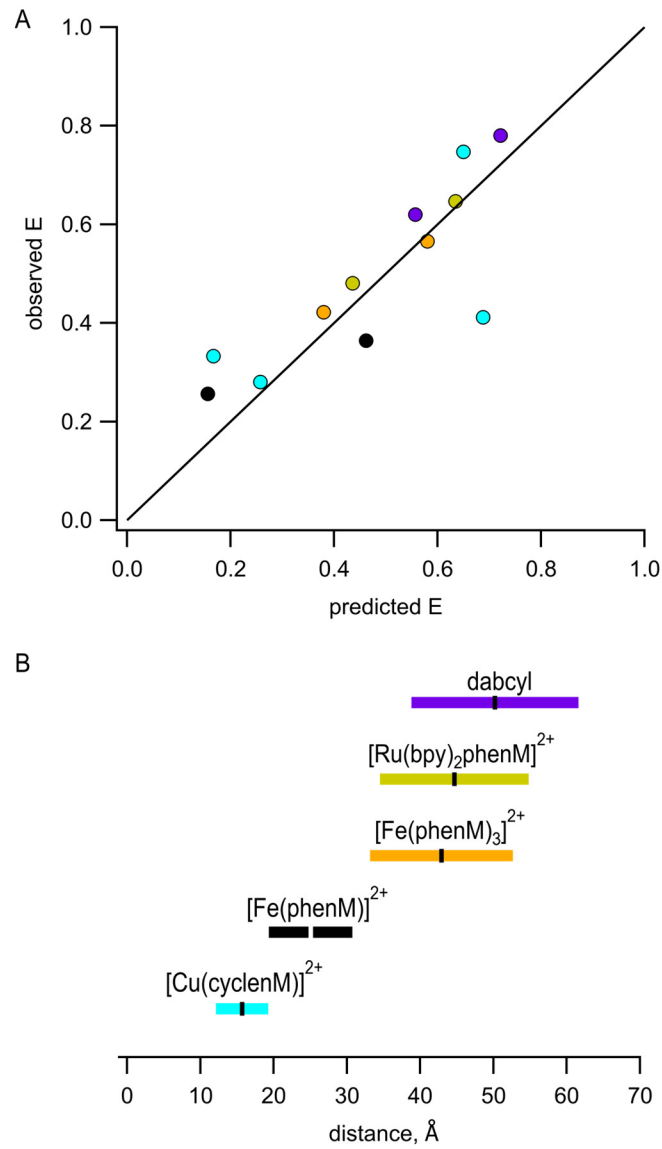 A
1.0
0.8
0.6
0.4
0.2
0.0
observed E
0.0 0.2 0.4 0.6 0.8 1.0
predicted E
B
dabcyl
[Ru(bpy)₂phenM]²⁺
[Fe(phenM)₃]²⁺
[Fe(phenM)]²⁺
[Cu(cyclenM)]²⁺
0 10 20 30 40 50 60 70
distance, Å